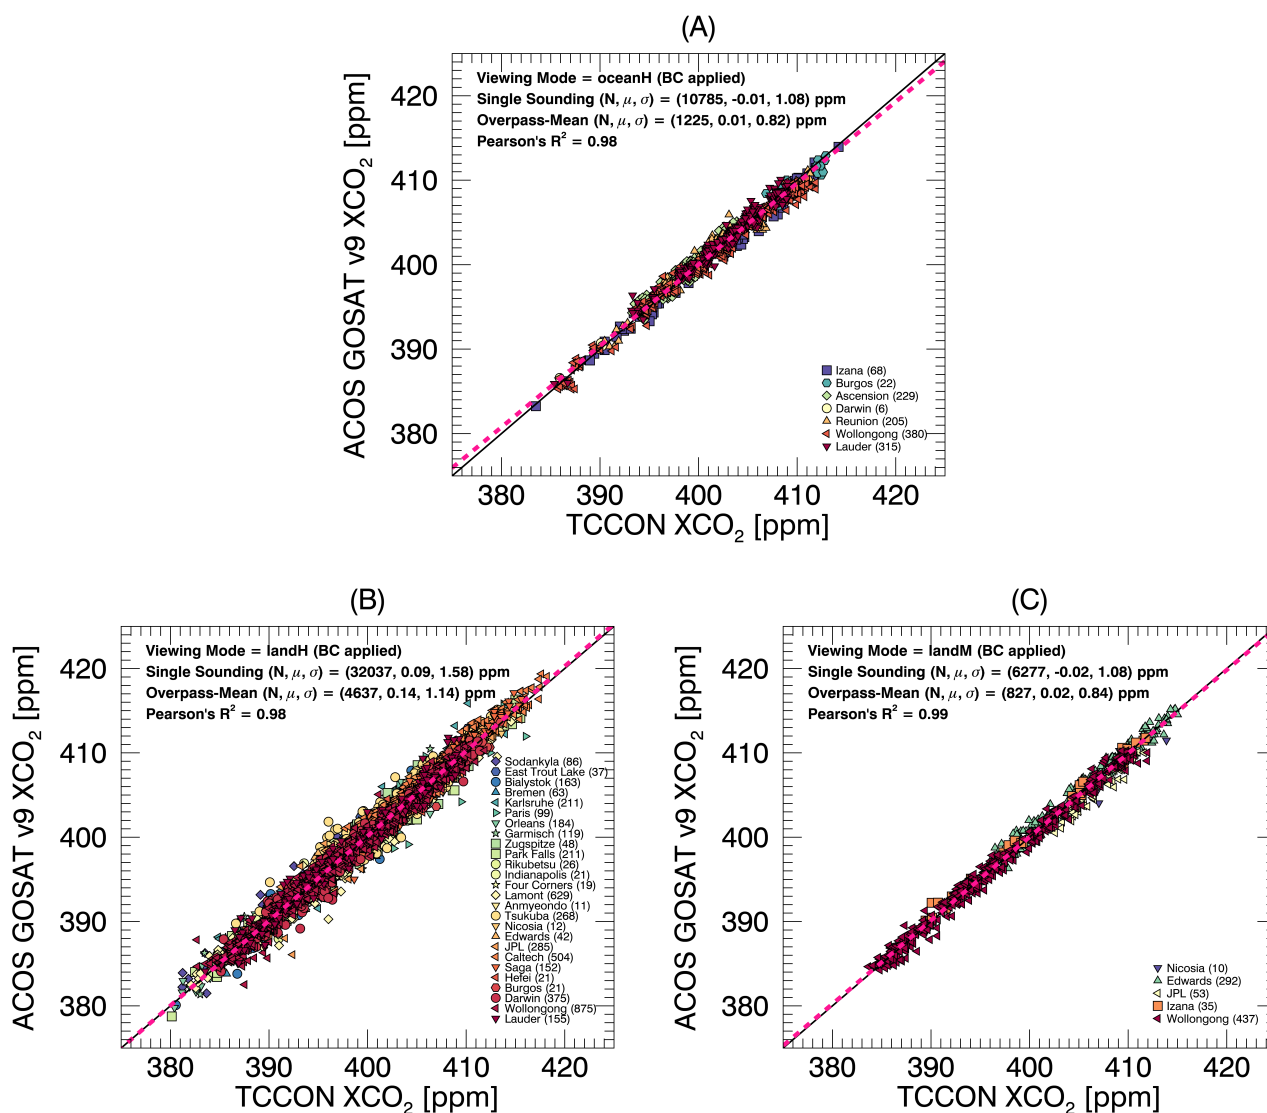 (A)
ACOS GOSAT v9 XCO2 [ppm]
420
410
400
390
380
Viewing Mode = oceanH (BC applied)
Single Sounding (N, μ, σ) = (10785, -0.01, 1.08) ppm
Overpass-Mean (N, μ, σ) = (1225, 0.01, 0.82) ppm
Pearson's R2 = 0.98
Izana (68)
Burgos (22)
Ascension (229)
Darwin (6)
Reunion (205)
Wollongong (380)
Lauder (315)
380 390 400 410 420
TCCON XCO2 [ppm]
(B)
ACOS GOSAT v9 XCO2 [ppm]
420
410
400
390
380
Viewing Mode = landH (BC applied)
Single Sounding (N, μ, σ) = (32037, 0.09, 1.58) ppm
Overpass-Mean (N, μ, σ) = (4637, 0.14, 1.14) ppm
Pearson's R2 = 0.98
Sodankyla (86)
East Trout Lake (37)
Bialystok (163)
Bremen (63)
Karlsruhe (211)
Paris (99)
Orleans (184)
Garmisch (119)
Zugspitze (48)
Park Falls (211)
Rikubetsu (26)
Indianapolis (21)
Four Corners (19)
Lamont (629)
Anmyeondo (11)
Tsukuba (268)
Nicosia (12)
Edwards (42)
JPL (285)
Caltech (504)
Saga (152)
Hefei (21)
Burgos (21)
Darwin (375)
Wollongong (875)
Lauder (155)
380 390 400 410 420
TCCON XCO2 [ppm]
(C)
ACOS GOSAT v9 XCO2 [ppm]
420
410
400
390
380
Viewing Mode = landM (BC applied)
Single Sounding (N, μ, σ) = (6277, -0.02, 1.08) ppm
Overpass-Mean (N, μ, σ) = (827, 0.02, 0.84) ppm
Pearson's R2 = 0.99
Nicosia (10)
Edwards (292)
JPL (53)
Izana (35)
Wollongong (437)
380 390 400 410 420
TCCON XCO2 [ppm]